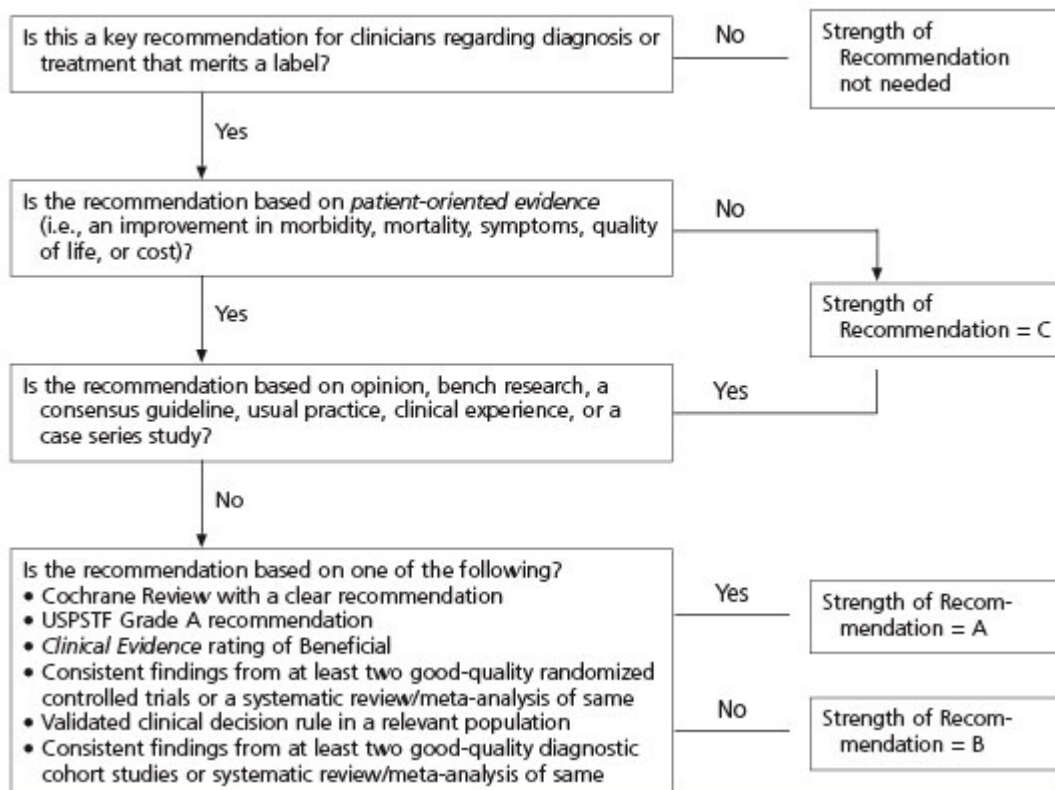 Is this a key recommendation for clinicians regarding diagnosis or
treatment that merits a label?
No
Strength of
Recommendation
not needed
Yes
Is the recommendation based on patient-oriented evidence
(i.e., an improvement in morbidity, mortality, symptoms, quality
of life, or cost)?
No
Strength of
Recommendation = C
Yes
Is the recommendation based on opinion, bench research, a
consensus guideline, usual practice, clinical experience, or a
case series study?
Yes
No
Is the recommendation based on one of the following?
• Cochrane Review with a clear recommendation
• USPSTF Grade A recommendation
• Clinical Evidence rating of Beneficial
• Consistent findings from at least two good-quality randomized
controlled trials or a systematic review/meta-analysis of same
• Validated clinical decision rule in a relevant population
• Consistent findings from at least two good-quality diagnostic
cohort studies or systematic review/meta-analysis of same
Yes
Strength of Recom-
mendation = A
No
Strength of Recom-
mendation = B